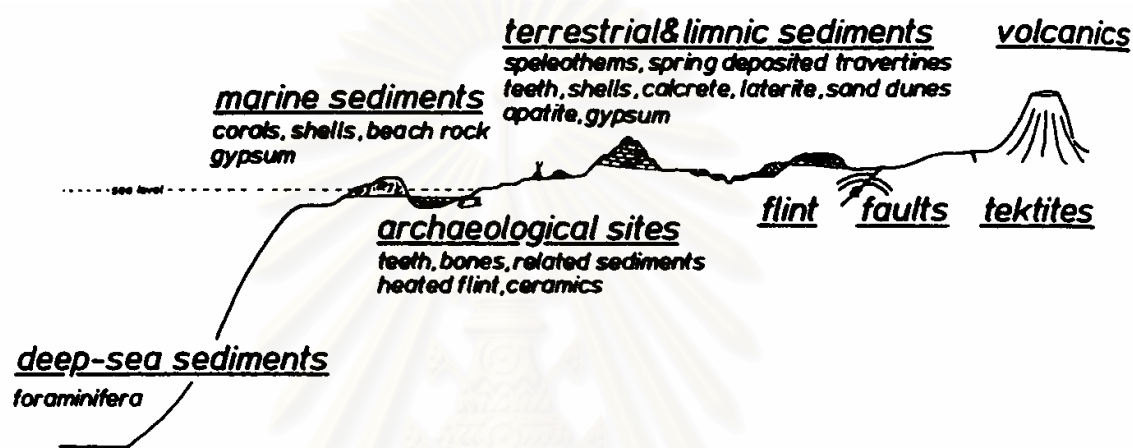 terrestrial&limnic sediments
speleothems, spring deposited travertines
teeth, shells, calcrete, laterite, sand dunes
apatite, gypsum
volcanics
marine sediments
corals, shells, beach rock
gypsum
sea level
flint
faults
tektites
archaeological sites
teeth, bones, related sediments
heated flint, ceramics
deep-sea sediments
foraminifera